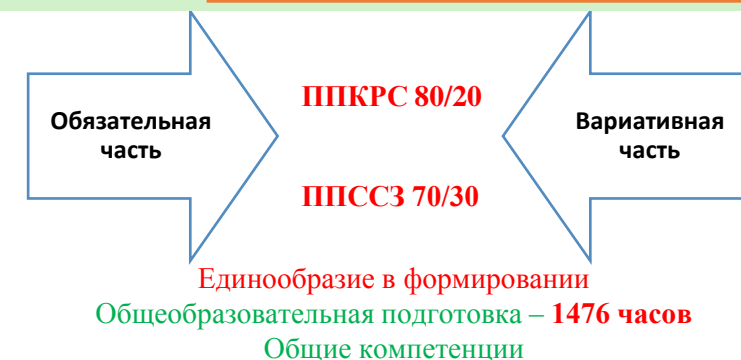 ППКРС 80/20
Обязательная
часть
Вариативная
часть
ППССЗ 70/30
Единообразие в формировании
Общеобразовательная подготовка – 1476 часов
Общие компетенции